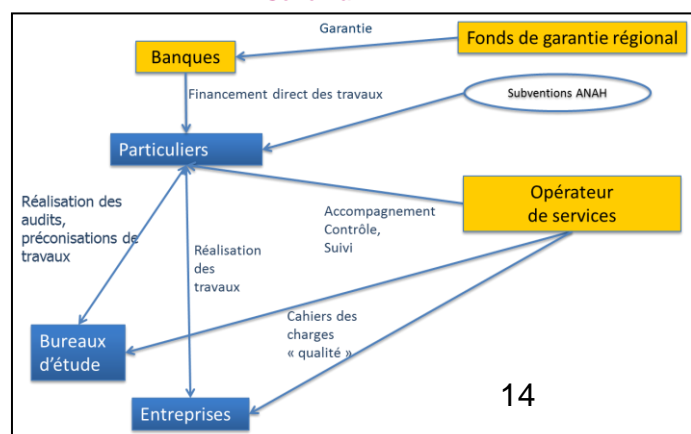 Garantie
Fonds de garantie régional
Banques
Financement direct des travaux
Subventions ANAH
Particuliers
Opérateur
de services
Réalisation des
audits,
préconisations de
travaux
Accompagnement
Contrôle,
Suivi
Réalisation
des
travaux
Cahiers des
charges
« qualité »
Bureaux
d'étude
Entreprises
14